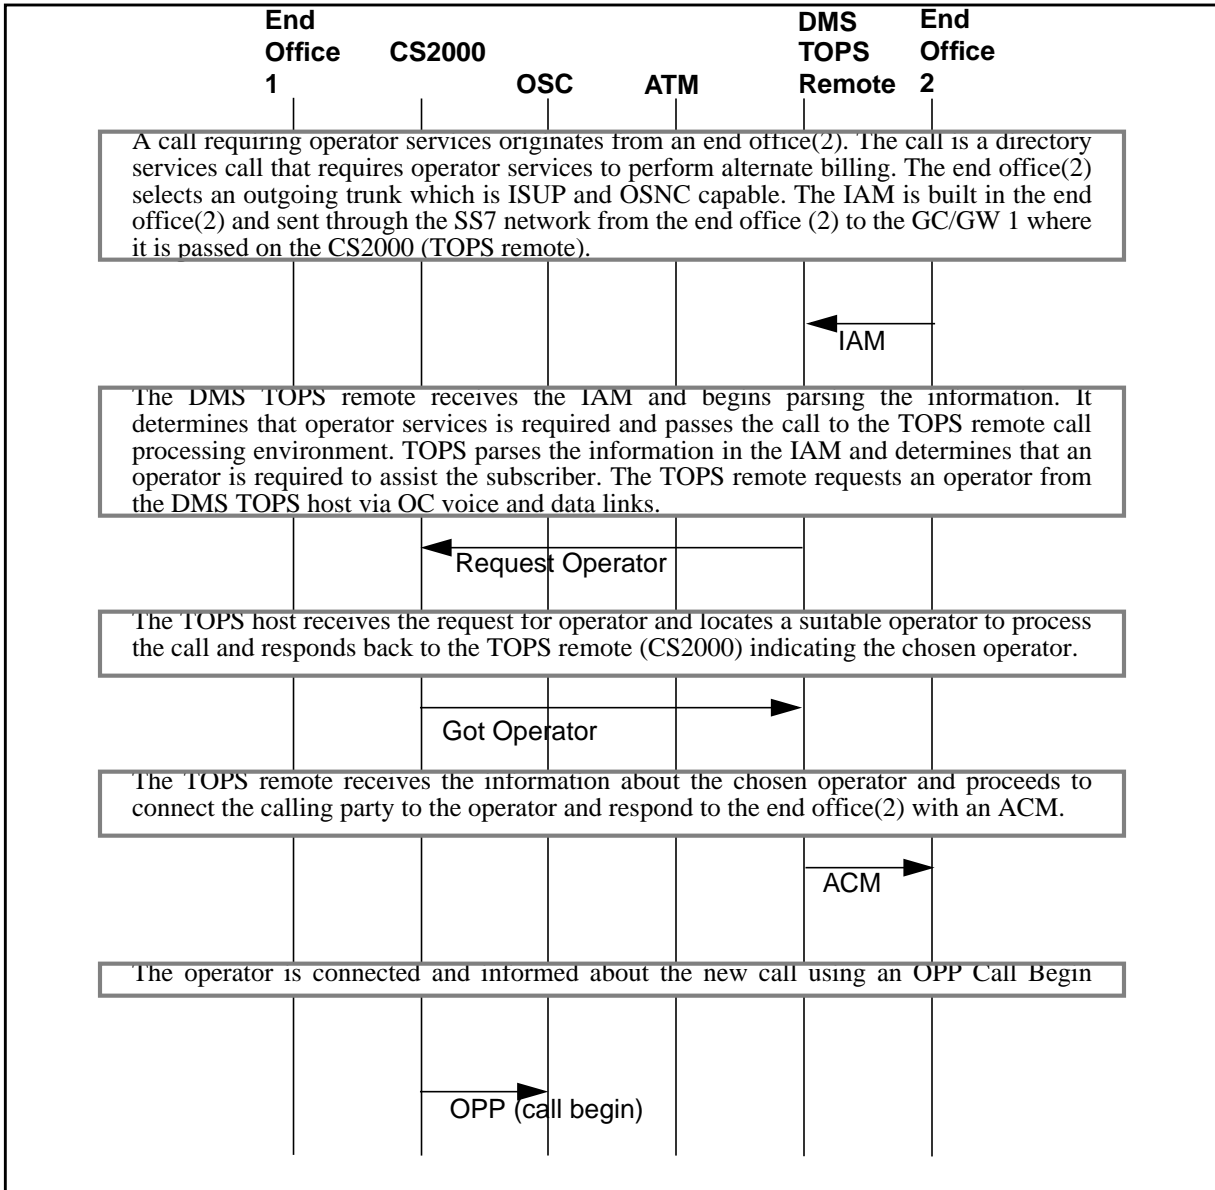 End Office 1
CS2000
OSC
ATM
DMS TOPS Remote
End Office 2
A call requiring operator services originates from an end office(2). The call is a directory
services call that requires operator services to perform alternate billing. The end office(2)
selects an outgoing trunk which is ISUP and OSNC capable. The IAM is built in the end
office(2) and sent through the SS7 network from the end office (2) to the GC/GW 1 where
it is passed on the CS2000 (TOPS remote).
IAM
The DMS TOPS remote receives the IAM and begins parsing the information. It
determines that operator services is required and passes the call to the TOPS remote call
processing environment. TOPS parses the information in the IAM and determines that an
operator is required to assist the subscriber. The TOPS remote requests an operator from
the DMS TOPS host via OC voice and data links.
Request Operator
The TOPS host receives the request for operator and locates a suitable operator to process
the call and responds back to the TOPS remote (CS2000) indicating the chosen operator.
Got Operator
The TOPS remote receives the information about the chosen operator and proceeds to
connect the calling party to the operator and respond to the end office(2) with an ACM.
ACM
The operator is connected and informed about the new call using an OPP Call Begin
OPP (call begin)